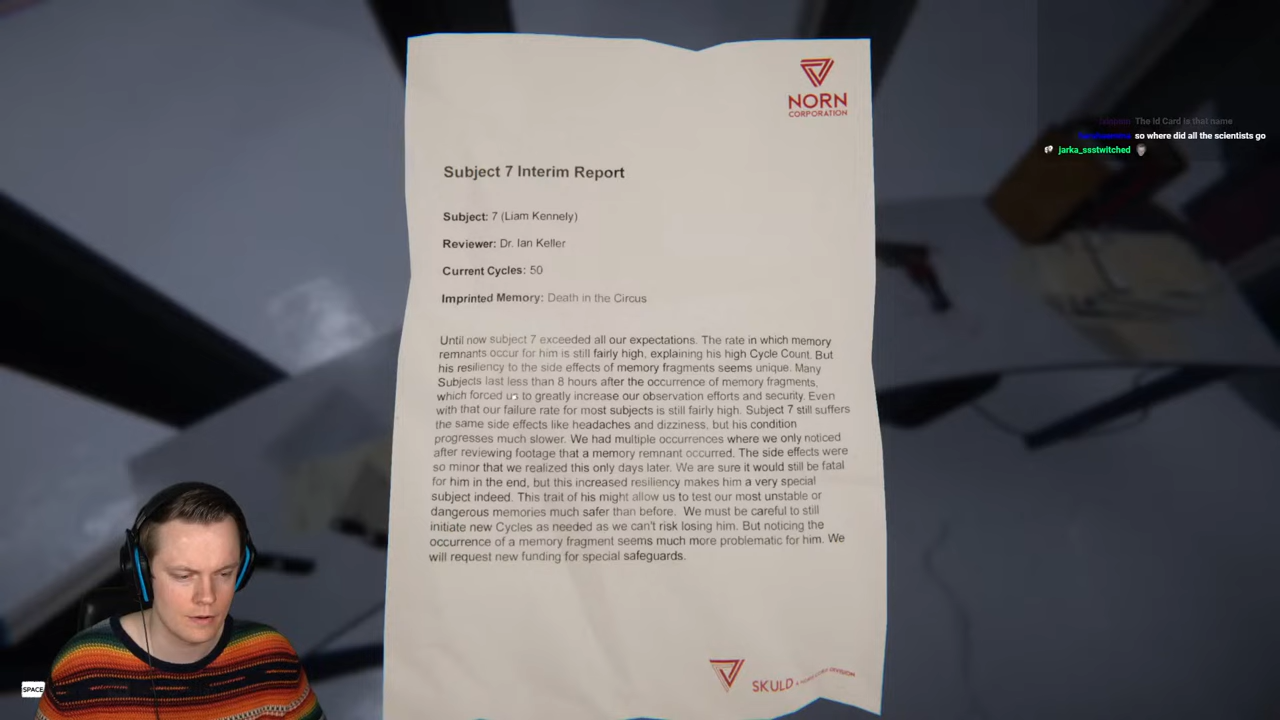 NORN
CORPORATION
The Id Card is that name
so where did all the scientists go
jarka_ssstwitched
Subject 7 Interim Report
Subject: 7 (Liam Kennely)
Reviewer: Dr. Ian Keller
Current Cycles: 50
Imprinted Memory: Death in the Circus
Until now subject 7 exceeded all our expectations. The rate in which memory
remnants occur for him is still fairly high, explaining his high Cycle Count. But
his resiliency to the side effects of memory fragments seems unique. Many
Subjects last less than 8 hours after the occurrence of memory fragments,
which forced us to greatly increase our observation efforts and security. Even
with that our failure rate for most subjects is still fairly high. Subject 7 still suffers
the same side effects like headaches and dizziness, but his condition
progresses much slower. We had multiple occurrences where we only noticed
after reviewing footage that a memory remnant occurred. The side effects were
so minor that we realized this only days later. We are sure it would still be fatal
for him in the end, but this increased resiliency makes him a very special
subject indeed. This trait of his might allow us to test our most unstable or
dangerous memories much safer than before. We must be careful to still
initiate new Cycles as needed as we can't risk losing him. But noticing the
occurrence of a memory fragment seems much more problematic for him. We
will request new funding for special safeguards.
SKULD
SPACE